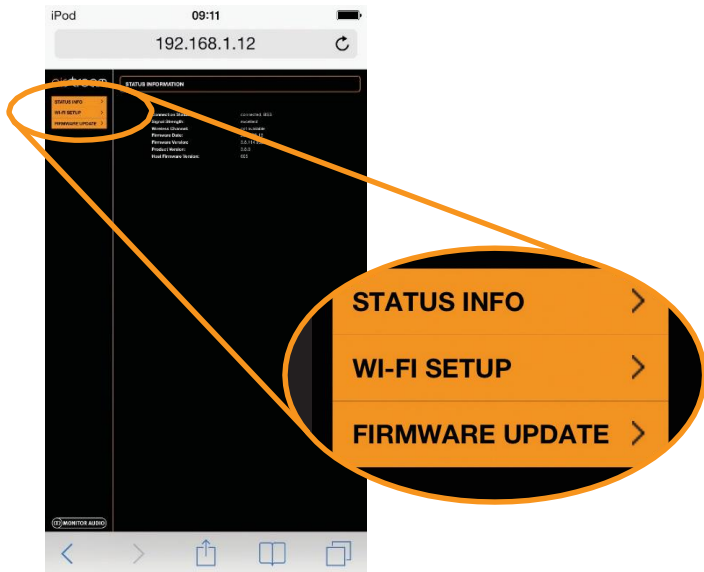 iPod 09:11
192.168.1.12
airstream
STATUS INFORMATION
STATUS INFO
WI-FI SETUP
FIRMWARE UPDATE
Signal Strength: excellent
Wireless Channel:
Firmware Date:
Firmware Version:
Product Version:
Host Firmware Version:
MONITOR AUDIO
STATUS INFO
WI-FI SETUP
FIRMWARE UPDATE